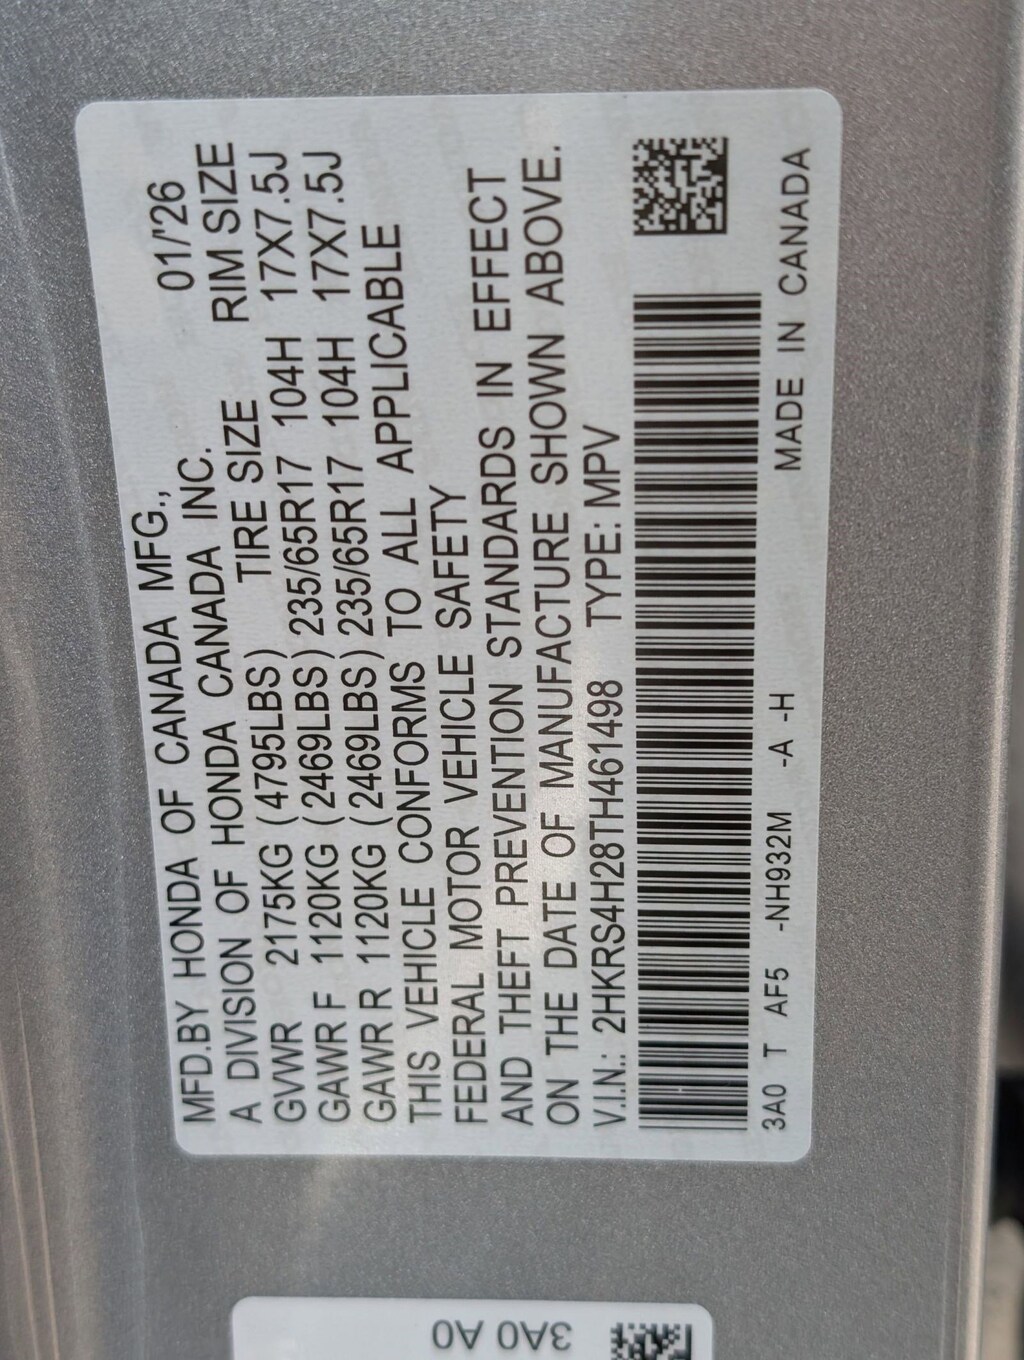 MFD.BY HONDA OF CANADA MFG., 01/'26
A DIVISION OF HONDA CANADA INC.
TIRE SIZE RIM SIZE
GVWR 2175KG (4795LBS)
GAWR F 1120KG (2469LBS) 235/65R17 104H 17X7.5J
GAWR R 1120KG (2469LBS) 235/65R17 104H 17X7.5J
THIS VEHICLE CONFORMS TO ALL APPLICABLE
FEDERAL MOTOR VEHICLE SAFETY
AND THEFT PREVENTION STANDARDS IN EFFECT
ON THE DATE OF MANUFACTURE SHOWN ABOVE.
V.I.N.: 2HKRS4H28TH461498 TYPE: MPV
3A0 T AF5 -NH932M -A -H MADE IN CANADA
3A0 A0